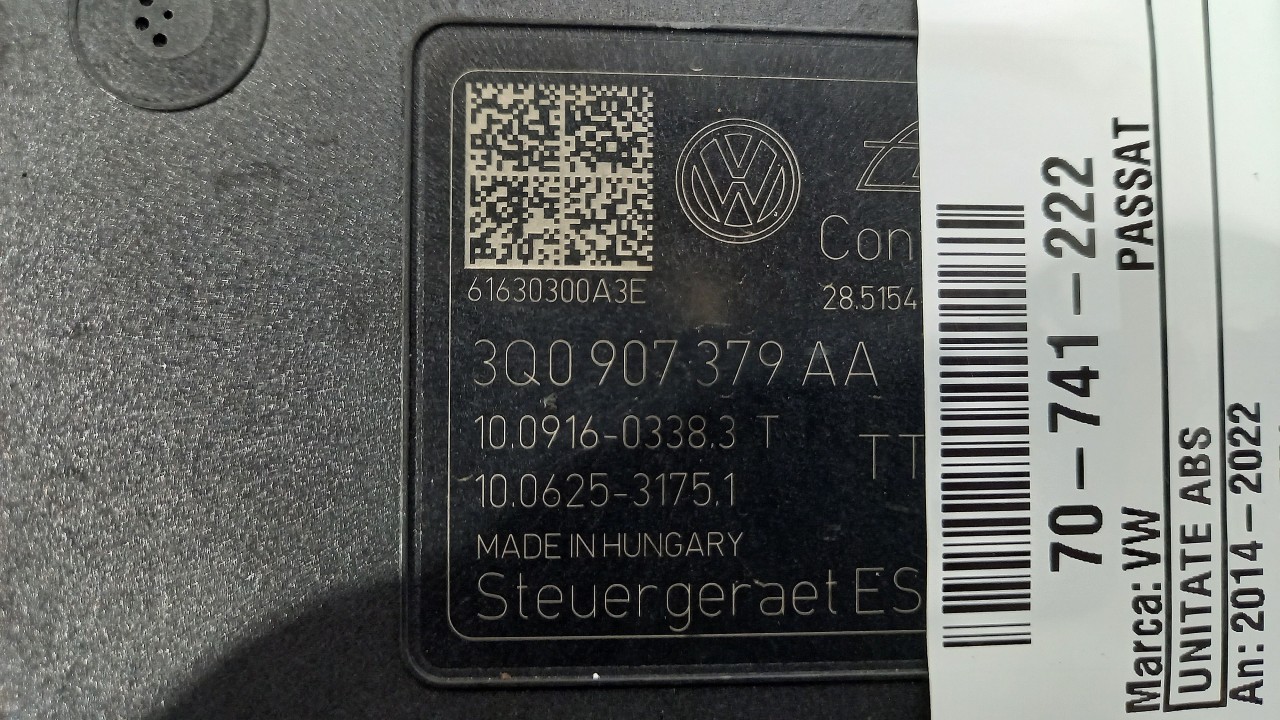 61630300A3E
Con
28.5154
3Q0 907 379 AA
10.0916-0338.3 T
TT
10.0625-3175.1
MADE IN HUNGARY
Steuergeraet ES
70-741-222
Marca: VW PASSAT
UNITATE ABS
An: 2014-2022